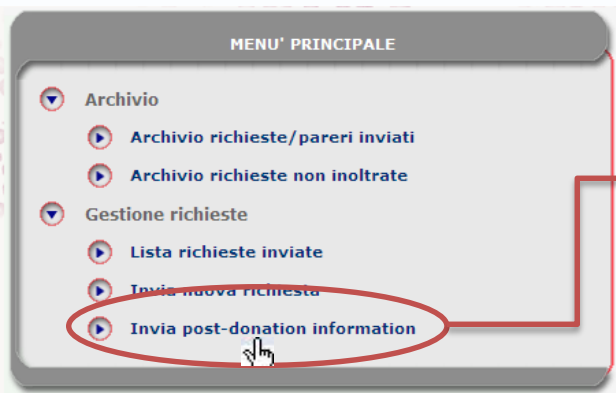 MENU' PRINCIPALE
Archivio
Archivio richieste/pareri inviati
Archivio richieste non inoltrate
Gestione richieste
Lista richieste inviate
Invia nuova richiesta
Invia post-donation information